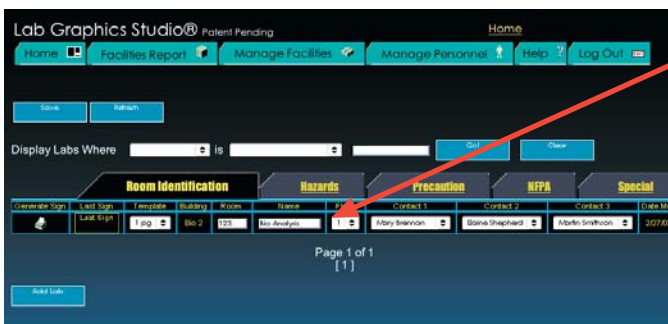 Lab Graphics Studio® Patent Pending
Home
Home Facilities Report Manage Facilities Manage Personnel Help ? Log Out EXIT
Save Refresh
Display Labs Where is Go! Clear
Room Identification Hazards Precaution NFPA Special
Generate Sign Last Sign Template Building Room Name Contact 1 Contact 2 Contact 3
Last Sign 1 pg Bio 2 123 Bio Analysis 1 Mary Brennan Blaine Shepherd Martin Smithson
Page 1 of 1
[ 1 ]
Add Lab